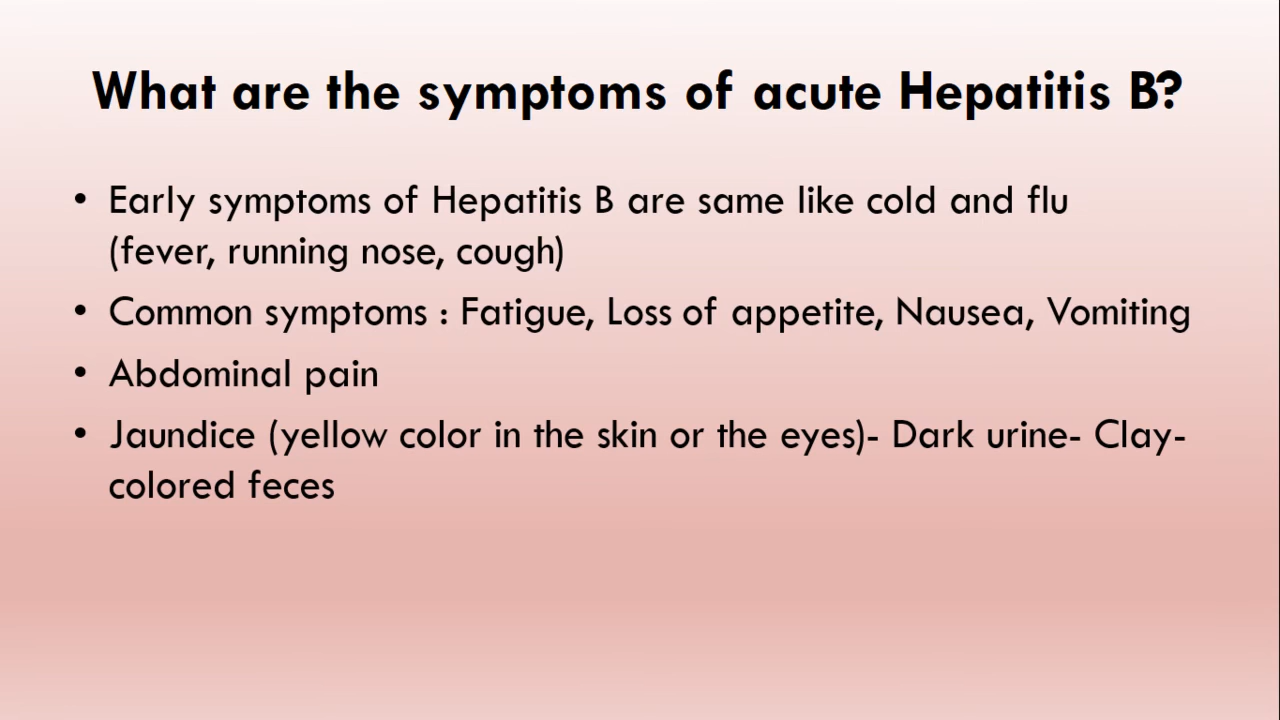 What are the symptoms of acute Hepatitis B?
• Early symptoms of Hepatitis B are same like cold and flu
(fever, running nose, cough)
• Common symptoms : Fatigue, Loss of appetite, Nausea, Vomiting
• Abdominal pain
• Jaundice (yellow color in the skin or the eyes)- Dark urine- Clay-
colored feces